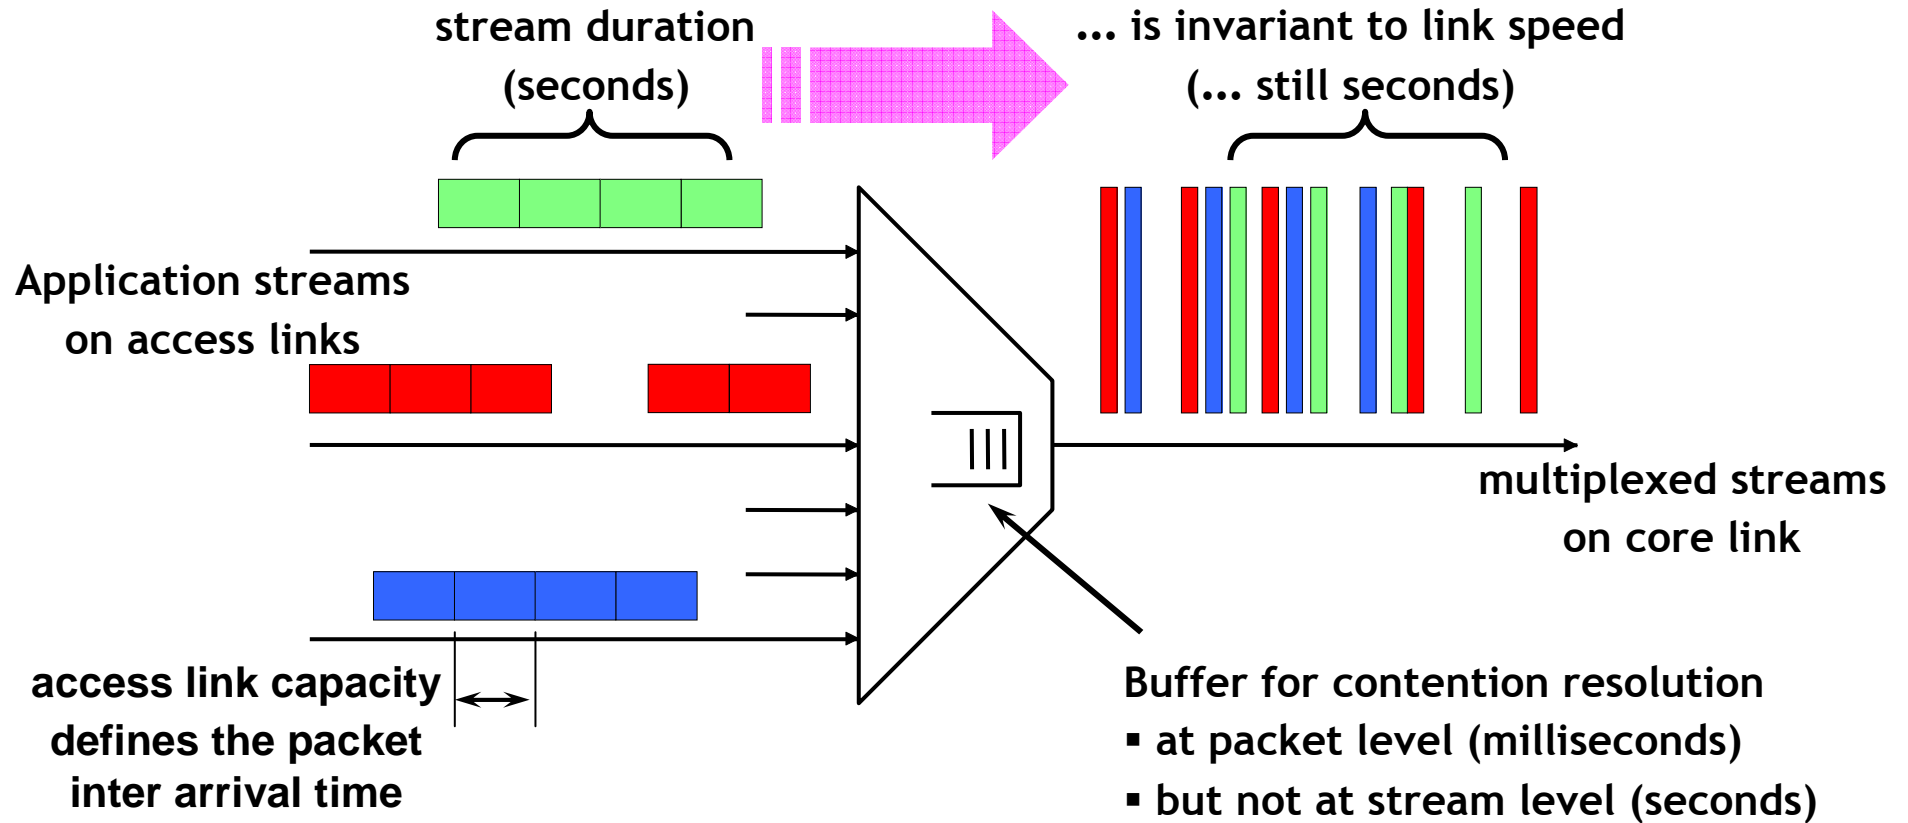 stream duration
(seconds)
... is invariant to link speed
(... still seconds)
Application streams
on access links
multiplexed streams
on core link
access link capacity
defines the packet
inter arrival time
Buffer for contention resolution
▪ at packet level (milliseconds)
▪ but not at stream level (seconds)